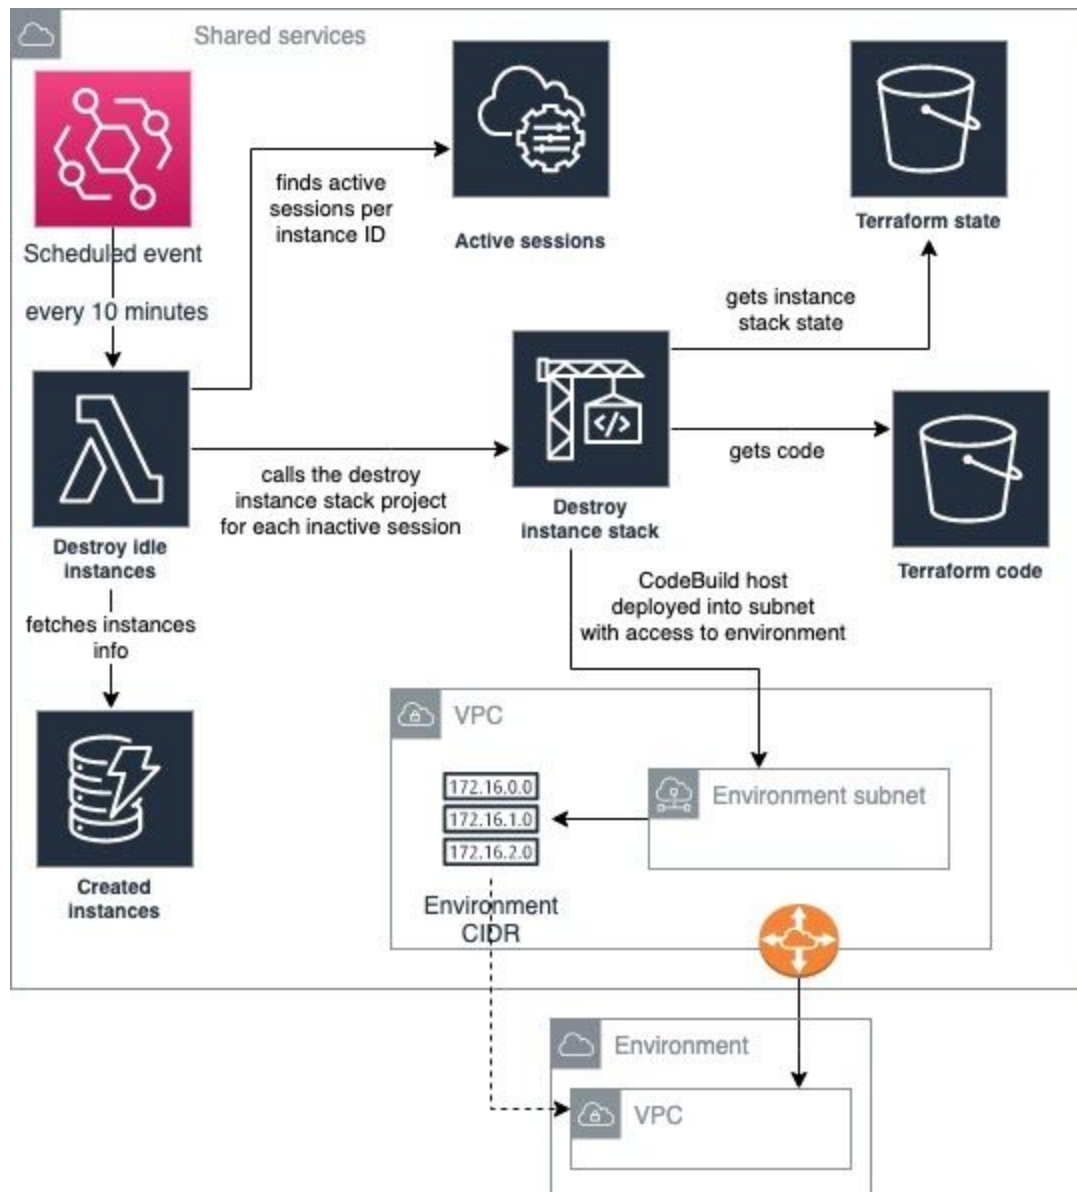 Shared services
Scheduled event
every 10 minutes
finds active
sessions per
instance ID
Active sessions
Terraform state
gets instance
stack state
Destroy idle
instances
calls the destroy
instance stack project
for each inactive session
Destroy
instance stack
gets code
Terraform code
fetches instances
info
Created
instances
CodeBuild host
deployed into subnet
with access to environment
VPC
Environment subnet
172.16.0.0
172.16.1.0
172.16.2.0
Environment
CIDR
Environment
VPC